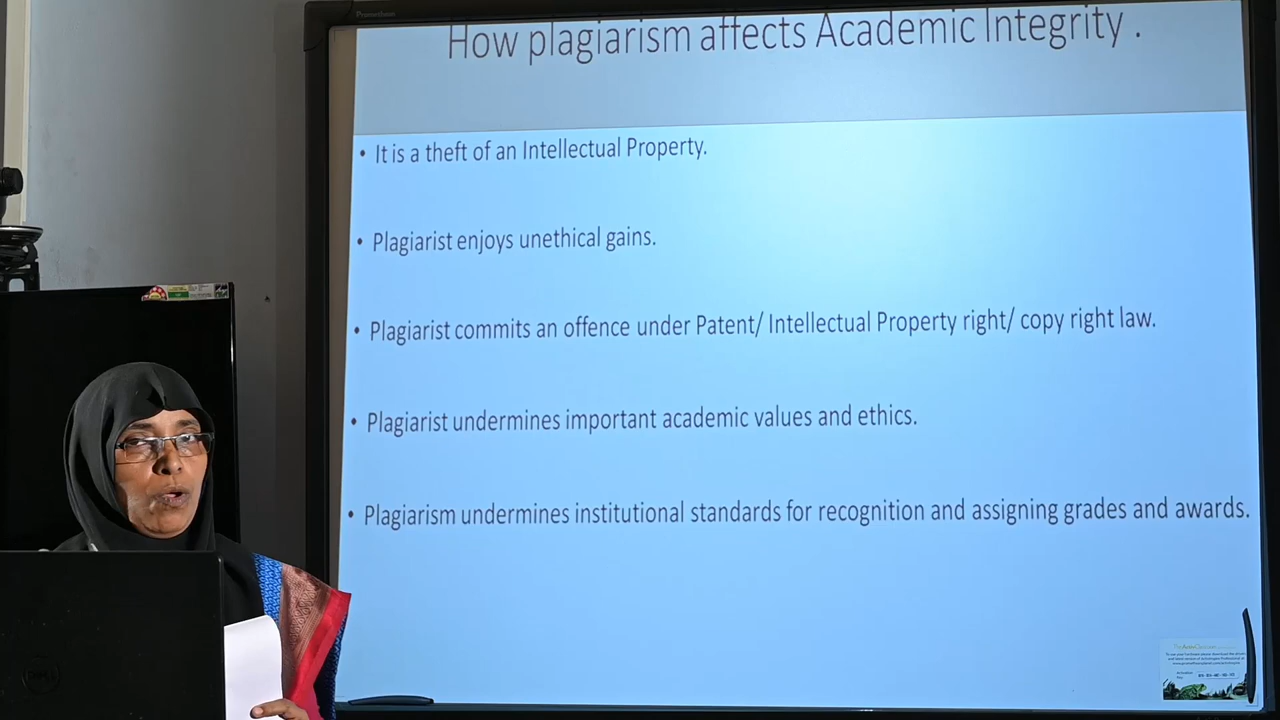 Promethean
How plagiarism affects Academic Integrity .
• It is a theft of an Intellectual Property.
• Plagiarist enjoys unethical gains.
• Plagiarist commits an offence under Patent/ Intellectual Property right/ copy right law.
• Plagiarist undermines important academic values and ethics.
• Plagiarism undermines institutional standards for recognition and assigning grades and awards.
DELL